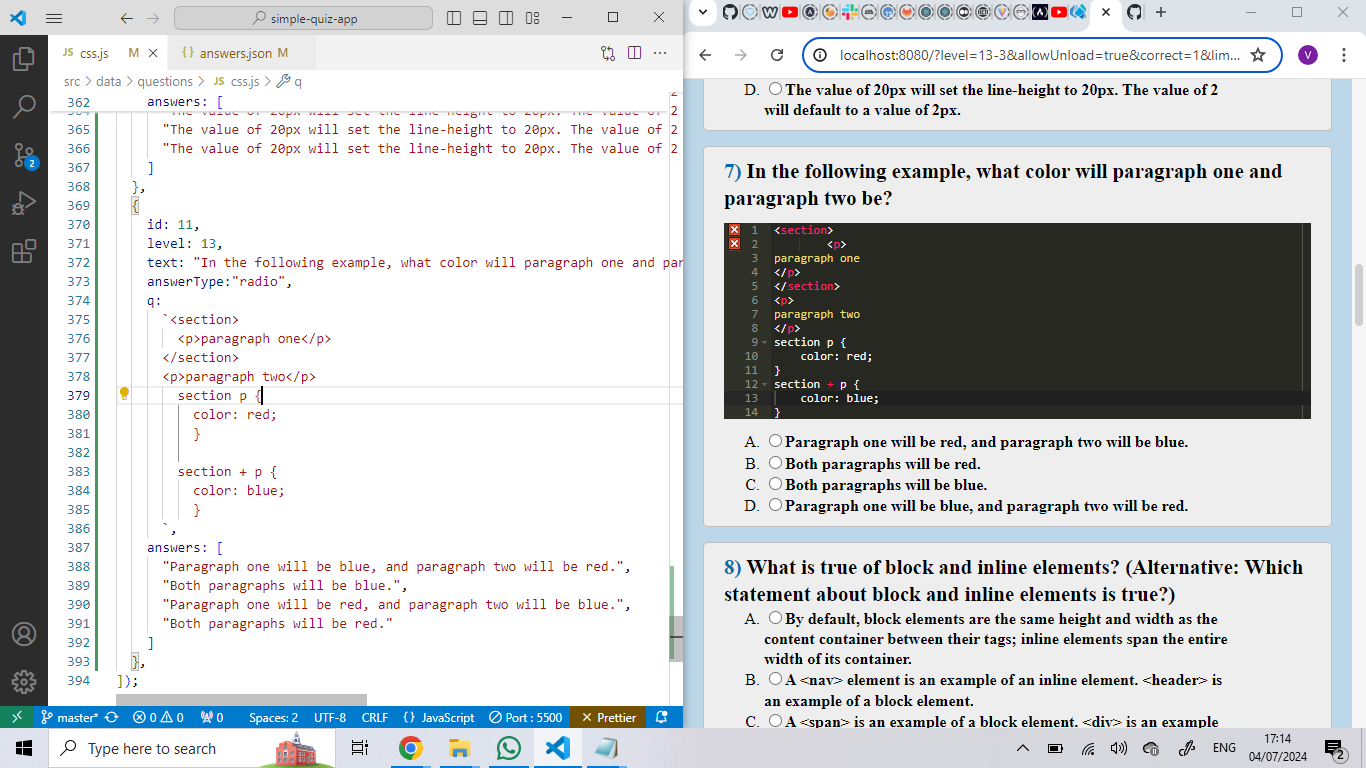 simple-quiz-app
JS css.js M
{} answers.json M
src > data > questions > JS css.js > q
362 answers: [
365 "The value of 20px will set the line-height to 20px. The value of 2
366 "The value of 20px will set the line-height to 20px. The value of 2
367 ]
368 },
369 {
370 id: 11,
371 level: 13,
372 text: "In the following example, what color will paragraph one and par
373 answerType:"radio",
374 q:
375 `<section>
376 <p>paragraph one</p>
377 </section>
378 <p>paragraph two</p>
379 section p {
380 color: red;
381 }
382
383 section + p {
384 color: blue;
385 }
386 `,
387 answers: [
388 "Paragraph one will be blue, and paragraph two will be red.",
389 "Both paragraphs will be blue.",
390 "Paragraph one will be red, and paragraph two will be blue.",
391 "Both paragraphs will be red."
392 ]
393 },
394 ]);
2
master* 0 0 0 Spaces: 2 UTF-8 CRLF {} JavaScript Port : 5500 Prettier
localhost:8080/?level=13-3&allowUnload=true&correct=1&lim...
V
D. The value of 20px will set the line-height to 20px. The value of 2
will default to a value of 2px.
7) In the following example, what color will paragraph one and
paragraph two be?
1 <section>
2 <p>
3 paragraph one
4 </p>
5 </section>
6 <p>
7 paragraph two
8 </p>
9 section p {
10 color: red;
11 }
12 section + p {
13 color: blue;
14 }
A. Paragraph one will be red, and paragraph two will be blue.
B. Both paragraphs will be red.
C. Both paragraphs will be blue.
D. Paragraph one will be blue, and paragraph two will be red.
8) What is true of block and inline elements? (Alternative: Which
statement about block and inline elements is true?)
A. By default, block elements are the same height and width as the
content container between their tags; inline elements span the entire
width of its container.
B. A <nav> element is an example of an inline element. <header> is
an example of a block element.
C. A <span> is an example of a block element. <div> is an example
Type here to search
ENG
17:14
04/07/2024
2